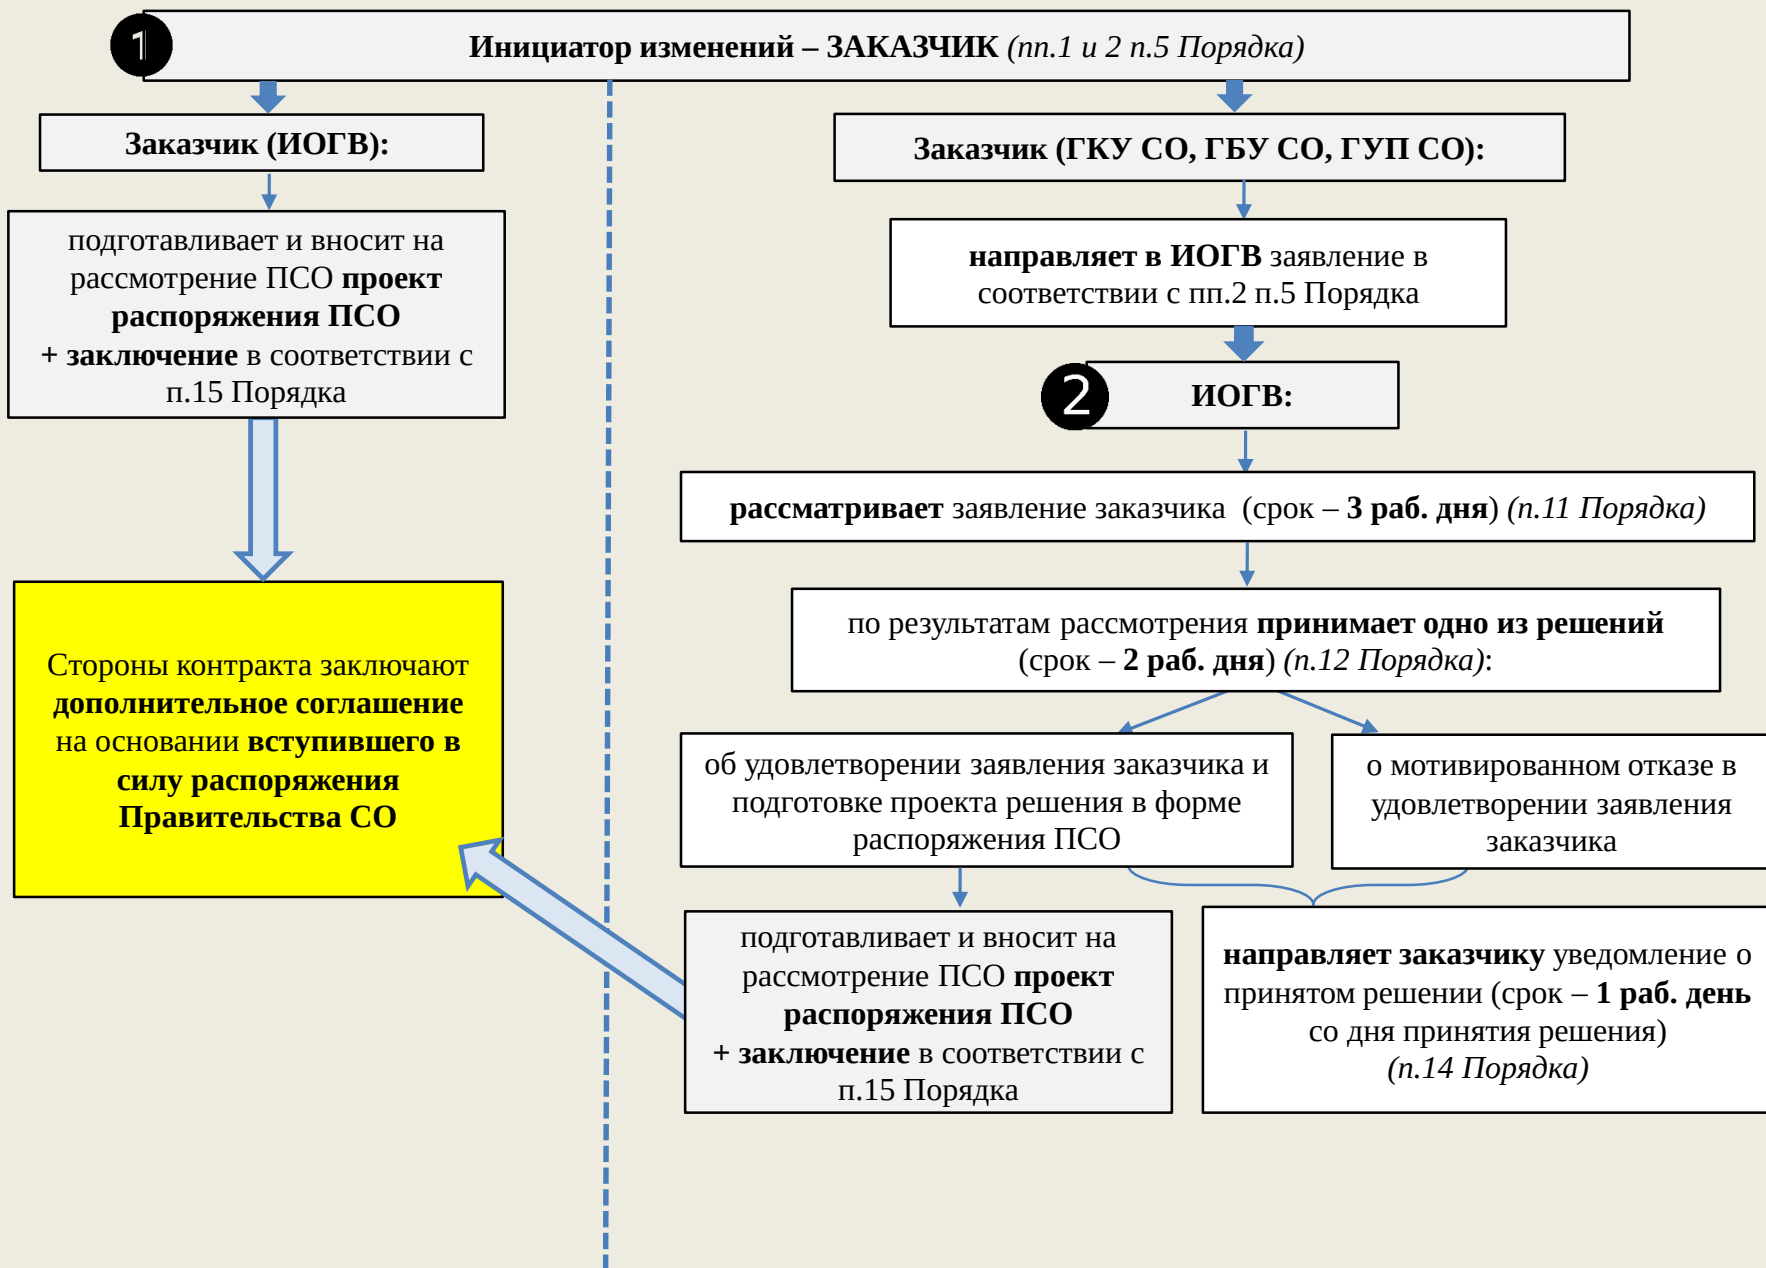 1
Инициатор изменений – ЗАКАЗЧИК (пп.1 и 2 п.5 Порядка)
Заказчик (ИОГВ):
подготавливает и вносит на
рассмотрение ПСО проект
распоряжения ПСО
+ заключение в соответствии с
п.15 Порядка
Стороны контракта заключают
дополнительное соглашение
на основании вступившего в
силу распоряжения
Правительства СО
Заказчик (ГКУ СО, ГБУ СО, ГУП СО):
направляет в ИОГВ заявление в
соответствии с пп.2 п.5 Порядка
2
ИОГВ:
рассматривает заявление заказчика (срок – 3 раб. дня) (п.11 Порядка)
по результатам рассмотрения принимает одно из решений
(срок – 2 раб. дня) (п.12 Порядка):
об удовлетворении заявления заказчика и
подготовке проекта решения в форме
распоряжения ПСО
о мотивированном отказе в
удовлетворении заявления
заказчика
подготавливает и вносит на
рассмотрение ПСО проект
распоряжения ПСО
+ заключение в соответствии с
п.15 Порядка
направляет заказчику уведомление о
принятом решении (срок – 1 раб. день
со дня принятия решения)
(п.14 Порядка)